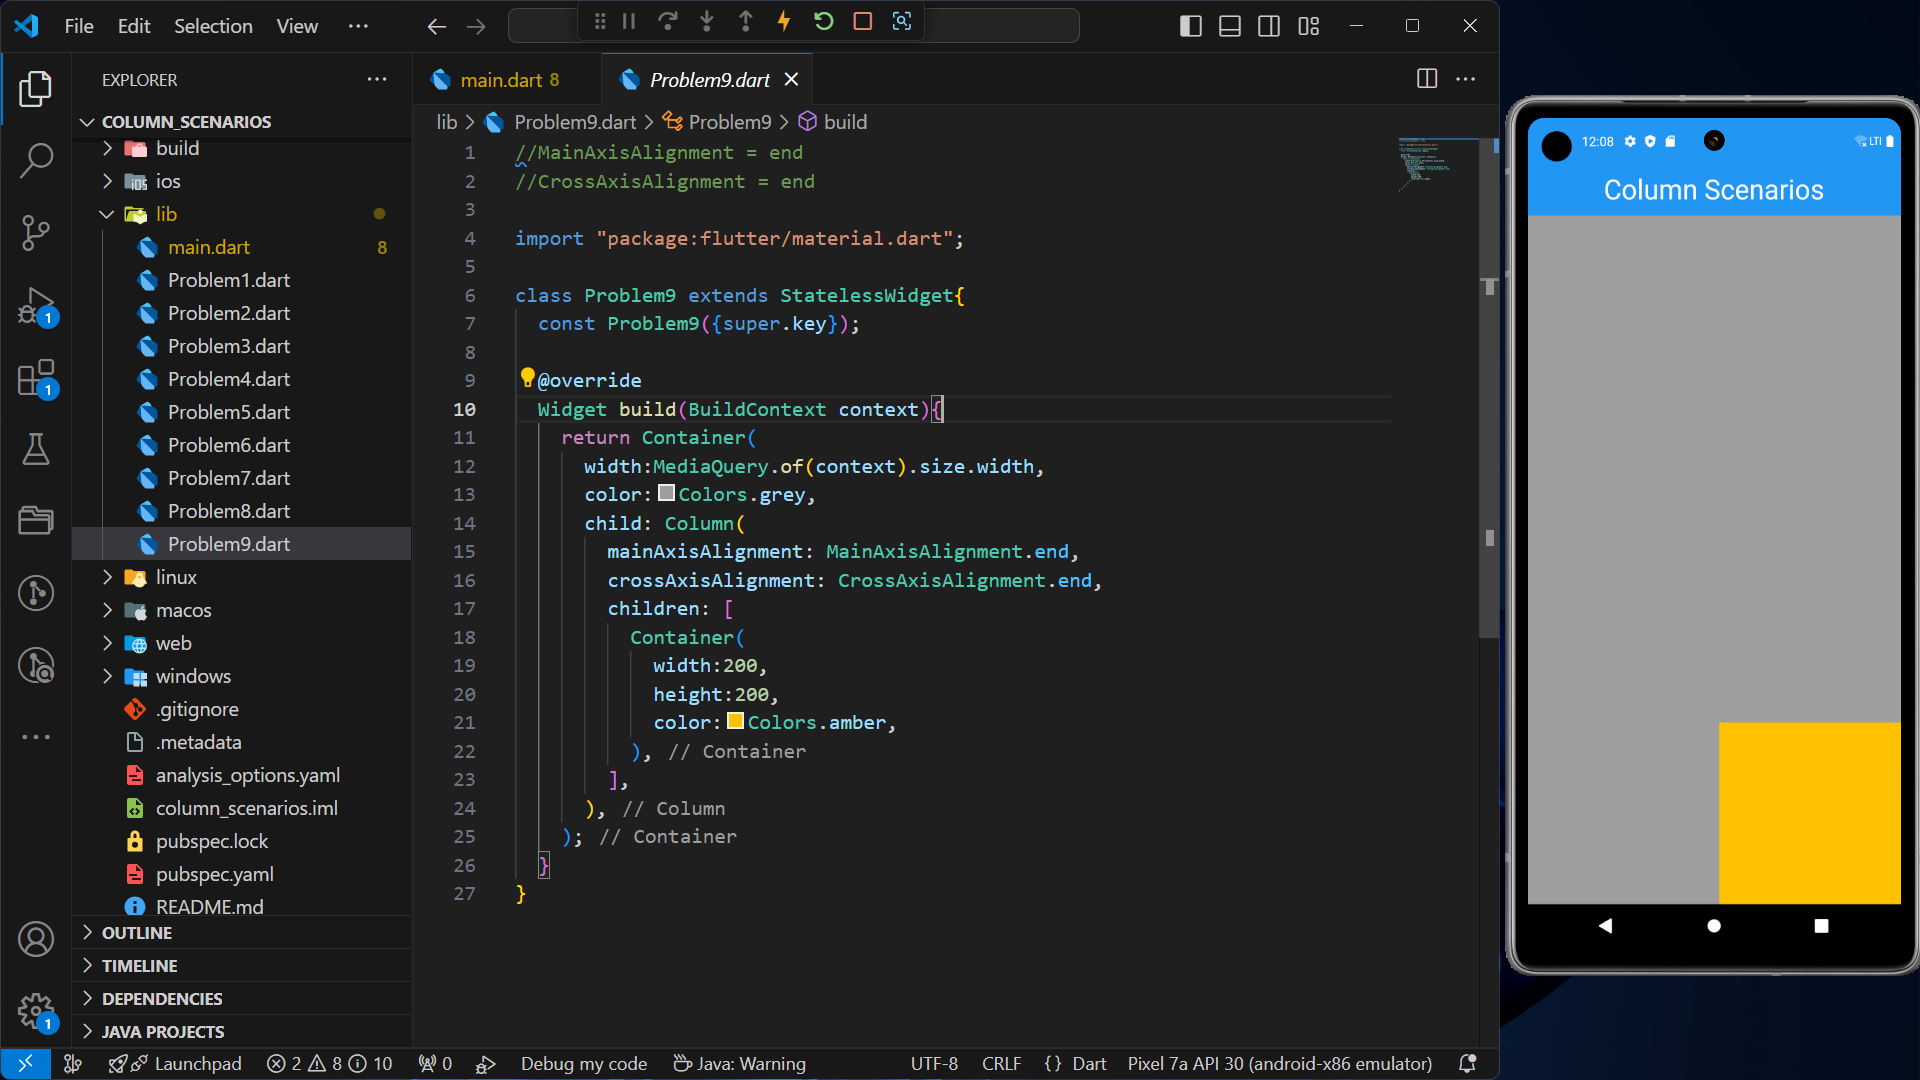 File Edit Selection View
EXPLORER
COLUMN_SCENARIOS
build
ios
lib
main.dart 8
Problem1.dart
Problem2.dart
Problem3.dart
Problem4.dart
Problem5.dart
Problem6.dart
Problem7.dart
Problem8.dart
Problem9.dart
linux
macos
web
windows
.gitignore
.metadata
analysis_options.yaml
column_scenarios.iml
pubspec.lock
pubspec.yaml
README.md
OUTLINE
TIMELINE
DEPENDENCIES
JAVA PROJECTS
1
1
1
main.dart 8 Problem9.dart
lib > Problem9.dart > Problem9 > build
1 //MainAxisAlignment = end
2 //CrossAxisAlignment = end
3
4 import "package:flutter/material.dart";
5
6 class Problem9 extends StatelessWidget{
7 const Problem9({super.key});
8
9 @override
10 Widget build(BuildContext context){
11 return Container(
12 width:MediaQuery.of(context).size.width,
13 color: Colors.grey,
14 child: Column(
15 mainAxisAlignment: MainAxisAlignment.end,
16 crossAxisAlignment: CrossAxisAlignment.end,
17 children: [
18 Container(
19 width:200,
20 height:200,
21 color: Colors.amber,
22 ), // Container
23 ],
24 ), // Column
25 ); // Container
26 }
27 }
12:08 LTE
Column Scenarios
Launchpad 2 8 10 0 Debug my code Java: Warning UTF-8 CRLF {} Dart Pixel 7a API 30 (android-x86 emulator)